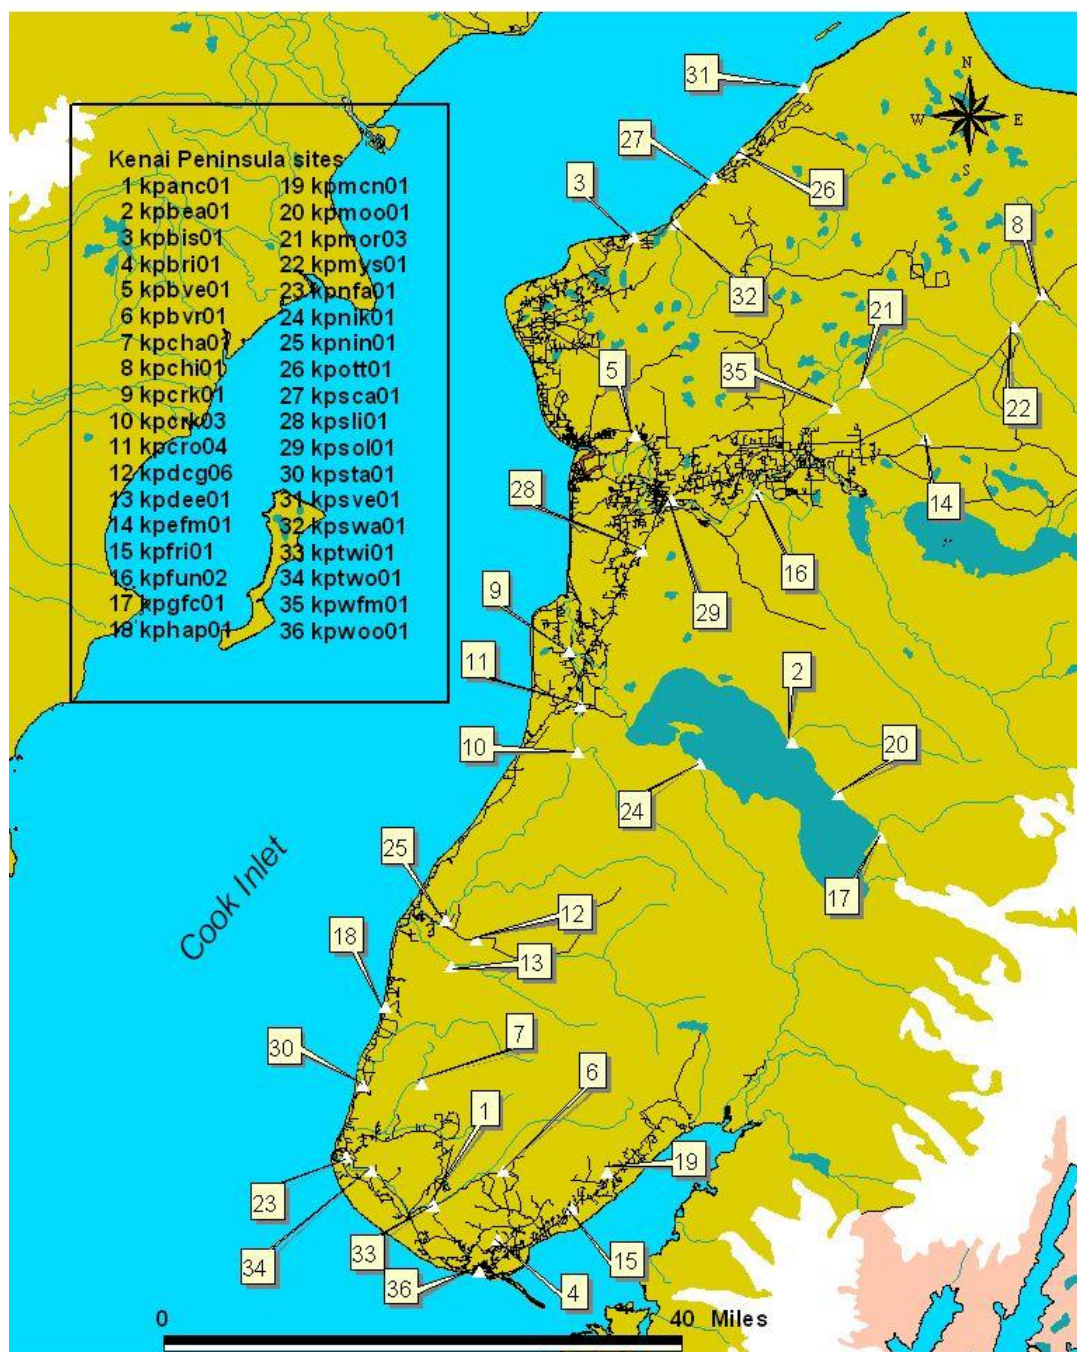 Kenai Peninsula sites
1 kpanc01 19 kpmcn01
2 kpbea01 20 kpmoo01
3 kpbis01 21 kpmor03
4 kpbri01 22 kpmys01
5 kpbve01 23 kpnfa01
6 kpbvr01 24 kpnik01
7 kpcha01 25 kpnin01
8 kpchi01 26 kpott01
9 kpcrk01 27 kpsca01
10 kpcrk03 28 kpsli01
11 kpcro04 29 kpsol01
12 kpdcg06 30 kpsta01
13 kpdee01 31 kpsve01
14 kpefm01 32 kpswa01
15 kpfri01 33 kptwi01
16 kpfun02 34 kptwo01
17 kpgfc01 35 kpwfm01
18 kphap01 36 kpwoo01
N
W E
S
31
27
26
3
8
32
21
5
35
22
28
14
16
9
29
11
2
10
20
24
25
17
12
18
13
Cook Inlet
30
7
6
1
19
23
34
33
15
36
4
0 40 Miles